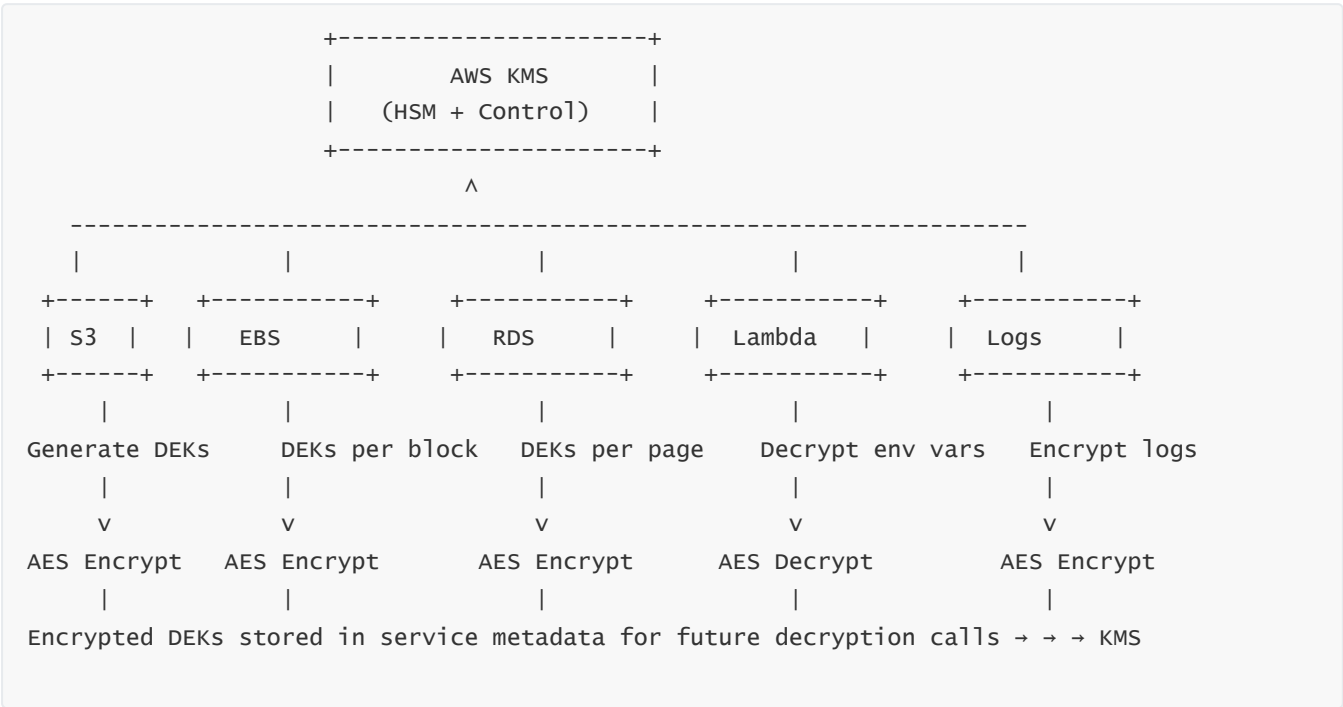 +----------------------+
|        AWS KMS       |
|   (HSM + Control)    |
+----------------------+
^
--------------------------------------------------------------------
|              |                 |                 |               |
+------+   +-----------+     +-----------+     +-----------+     +-----------+
| S3  |   |   EBS     |     |   RDS     |     |  Lambda   |     |  Logs     |
+------+   +-----------+     +-----------+     +-----------+     +-----------+
|            |                 |                 |                 |
Generate DEKs     DEKs per block   DEKs per page    Decrypt env vars   Encrypt logs
|            |                 |                 |                 |
v            v                 v                 v                 v
AES Encrypt   AES Encrypt       AES Encrypt      AES Decrypt         AES Encrypt
|            |                 |                 |                 |
Encrypted DEKs stored in service metadata for future decryption calls → → → KMS